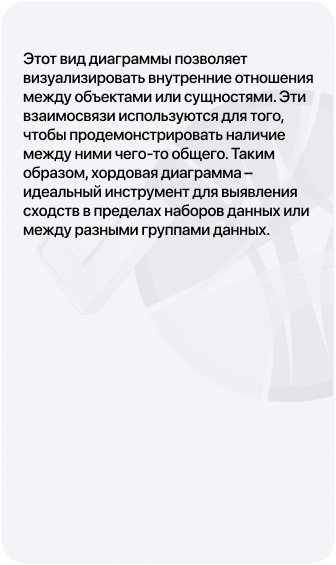 Этот вид диаграммы позволяет
визуализировать внутренние отношения
между объектами или сущностями. Эти
взаимосвязи используются для того,
чтобы продемонстрировать наличие
между ними чего-то общего. Таким
образом, хордовая диаграмма –
идеальный инструмент для выявления
сходств в пределах наборов данных или
между разными группами данных.